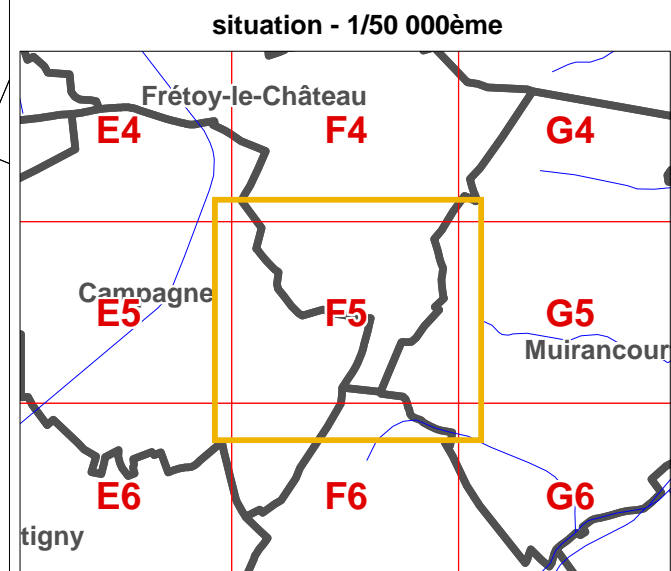 situation - 1/50 000ème
Frétoy-le-Château
E4 F4 G4
Campagne
E5 F5 G5
Muirancour
E6 F6 G6
tigny